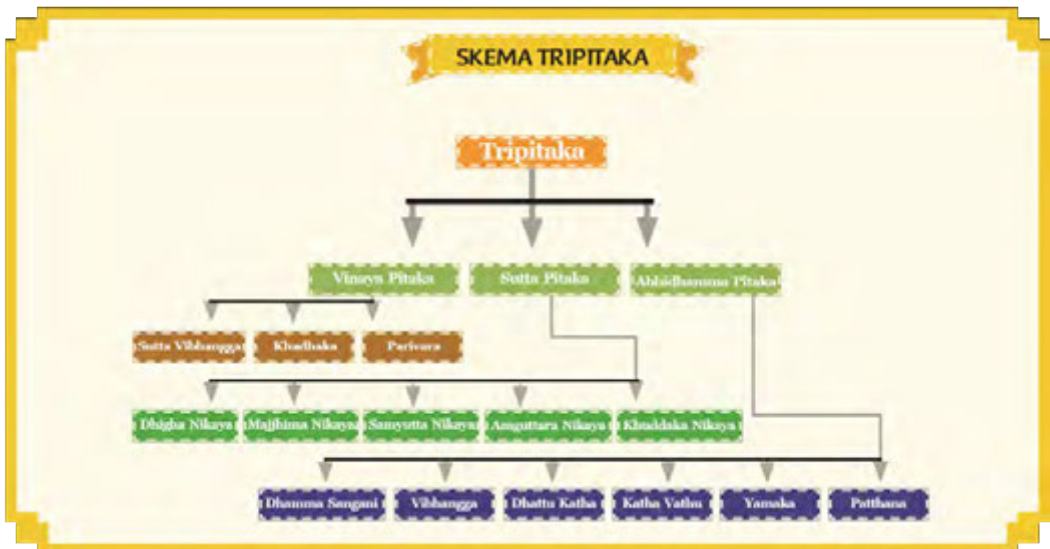 SKEMA TRIPITAKA
Tripitaka
Vinaya Pitaka Sutta Pitaka Abhidhamma Pitaka
Sutta Vibhangga Khadhaka Parivara
Dhigha Nikaya Majjhima Nikaya Samyutta Nikaya Anguttara Nikaya Khuddaka Nikaya
Dhamma Sangani Vibhangga Dhattu Katha Katha Vathu Yamaka Patthana